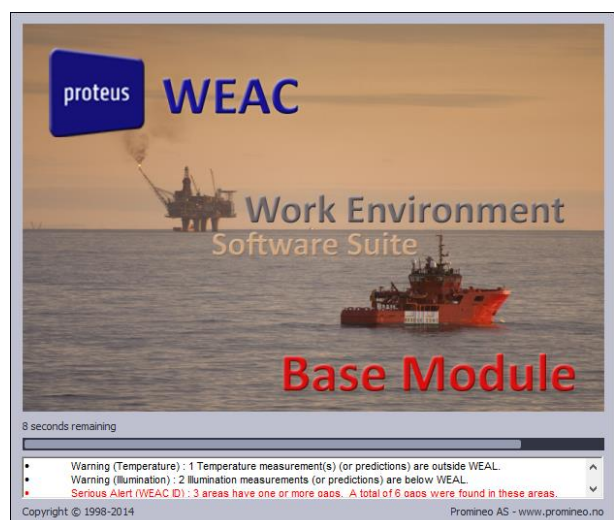 proteus
WEAC
Work Environment
Software Suite
Base Module
8 seconds remaining
• Warning (Temperature) : 1 Temperature measurement(s) (or predictions) are outside WEAL.
• Warning (Illumination) : 2 Illumination measurements (or predictions) are below WEAL.
• Serious Alert (WEAC ID) : 3 areas have one or more gaps. A total of 6 gaps were found in these areas.
Copyright © 1998-2014
Promineo AS - www.promineo.no